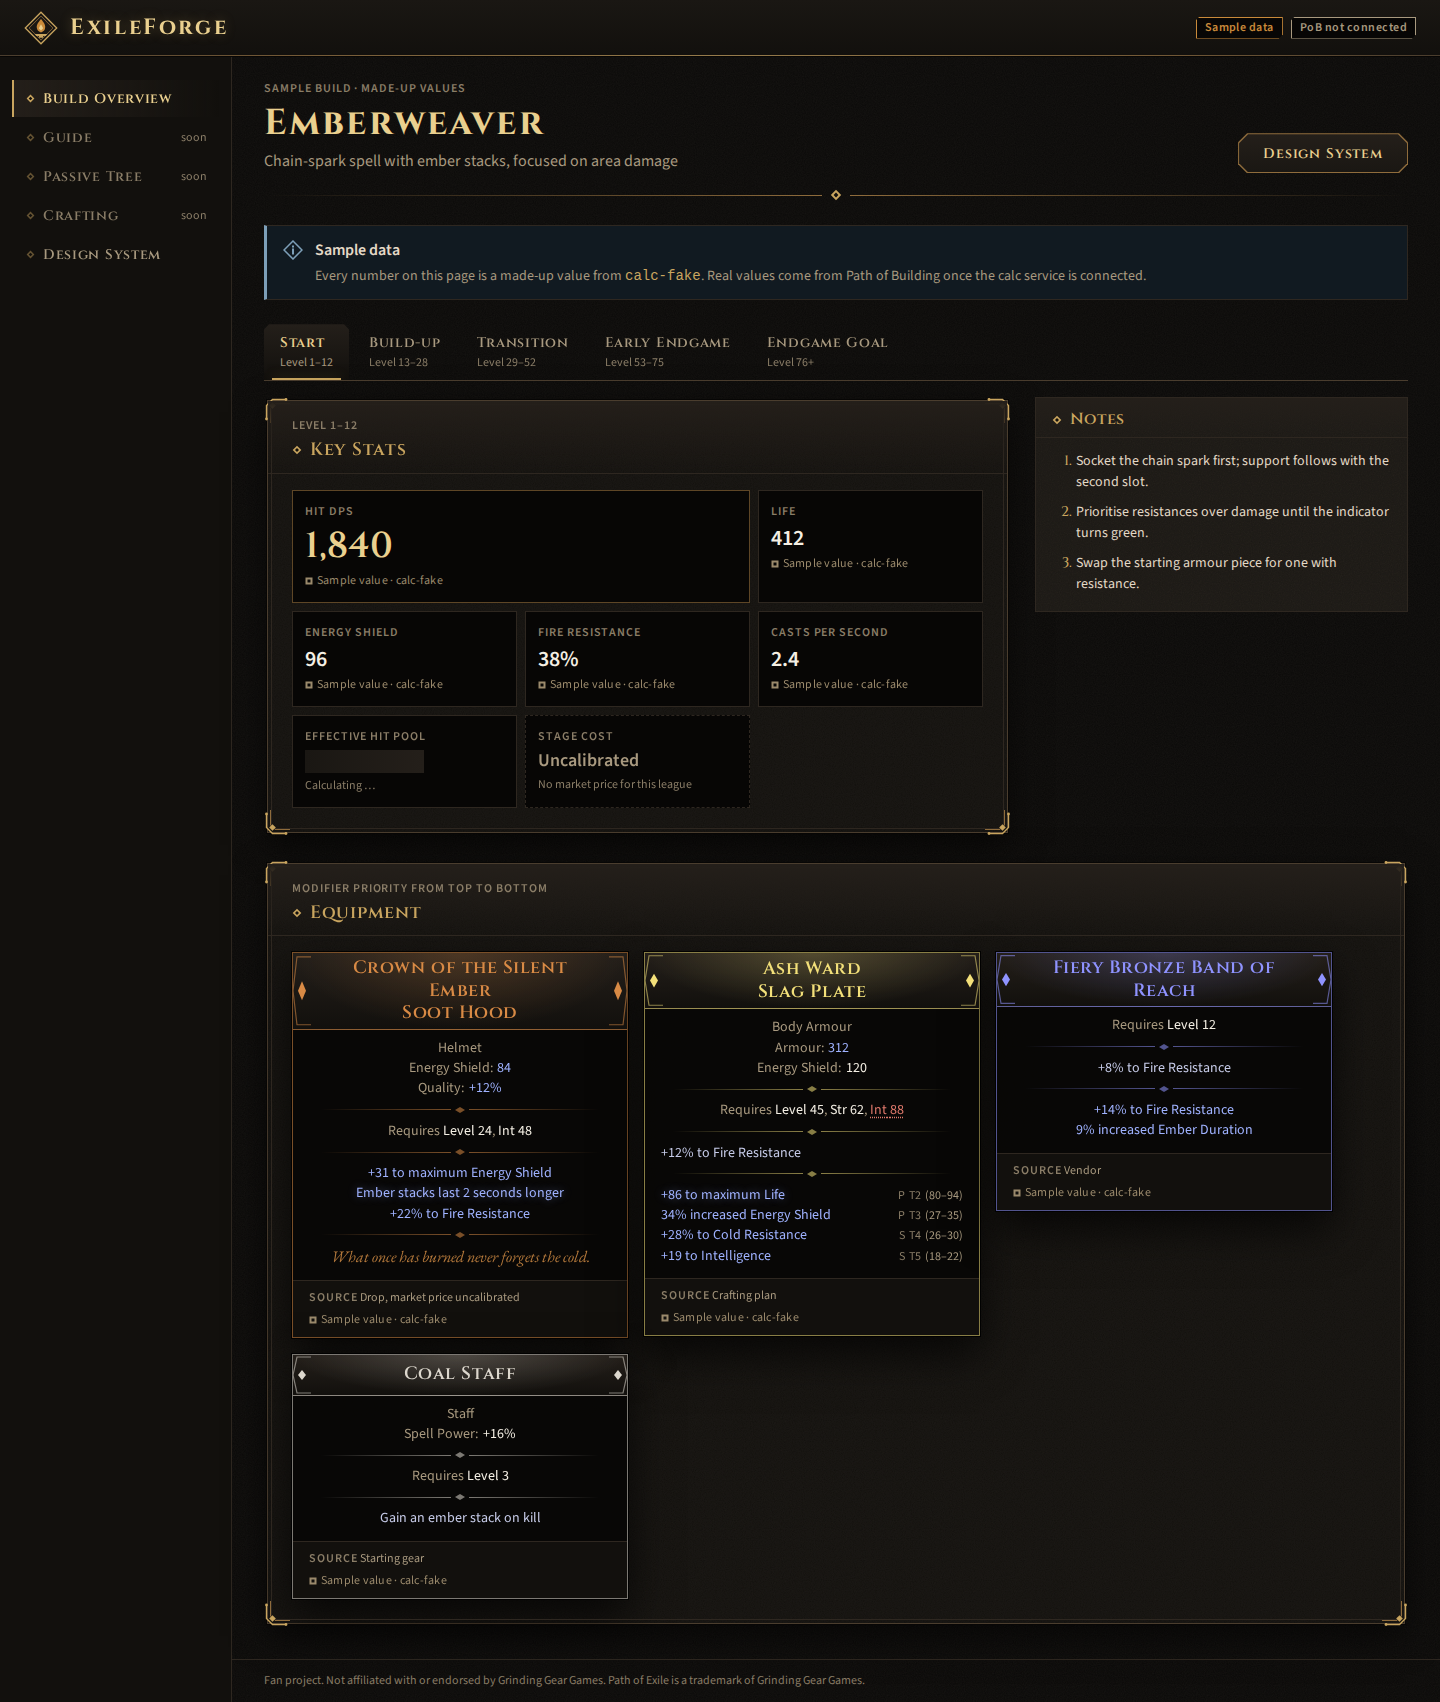 ExileForge
Sample data
PoB not connected
Build Overview
Guide
soon
Passive Tree
soon
Crafting
soon
Design System
SAMPLE BUILD · MADE-UP VALUES
Emberweaver
Chain-spark spell with ember stacks, focused on area damage
Design System
Sample data
Every number on this page is a made-up value from calc-fake. Real values come from Path of Building once the calc service is connected.
Start
Level 1–12
Build-up
Level 13–28
Transition
Level 29–52
Early Endgame
Level 53–75
Endgame Goal
Level 76+
LEVEL 1–12
Key Stats
HIT DPS
1,840
Sample value · calc-fake
LIFE
412
Sample value · calc-fake
ENERGY SHIELD
96
Sample value · calc-fake
FIRE RESISTANCE
38%
Sample value · calc-fake
CASTS PER SECOND
2.4
Sample value · calc-fake
EFFECTIVE HIT POOL
Calculating …
STAGE COST
Uncalibrated
No market price for this league
Notes
1. Socket the chain spark first; support follows with the
second slot.
2. Prioritise resistances over damage until the indicator
turns green.
3. Swap the starting armour piece for one with
resistance.
MODIFIER PRIORITY FROM TOP TO BOTTOM
Equipment
Crown of the Silent
Ember
Soot Hood
Helmet
Energy Shield: 84
Quality: +12%
Requires Level 24, Int 48
+31 to maximum Energy Shield
Ember stacks last 2 seconds longer
+22% to Fire Resistance
What once has burned never forgets the cold.
SOURCE Drop, market price uncalibrated
Sample value · calc-fake
Ash Ward
Slag Plate
Body Armour
Armour: 312
Energy Shield: 120
Requires Level 45, Str 62, Int 88
+12% to Fire Resistance
+86 to maximum Life P T2 (80–94)
34% increased Energy Shield P T3 (27–35)
+28% to Cold Resistance S T4 (26–30)
+19 to Intelligence S T5 (18–22)
SOURCE Crafting plan
Sample value · calc-fake
Fiery Bronze Band of
Reach
Requires Level 12
+8% to Fire Resistance
+14% to Fire Resistance
9% increased Ember Duration
SOURCE Vendor
Sample value · calc-fake
Coal Staff
Staff
Spell Power: +16%
Requires Level 3
Gain an ember stack on kill
SOURCE Starting gear
Sample value · calc-fake
Fan project. Not affiliated with or endorsed by Grinding Gear Games. Path of Exile is a trademark of Grinding Gear Games.